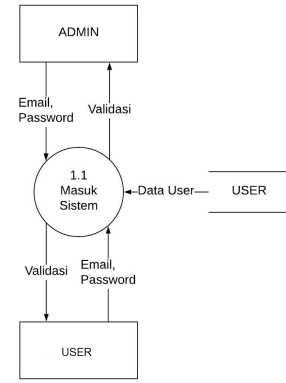 ADMIN
Email,
Password
Validasi
1.1
Masuk
Sistem
Data User
USER
Validasi
Email,
Password
USER